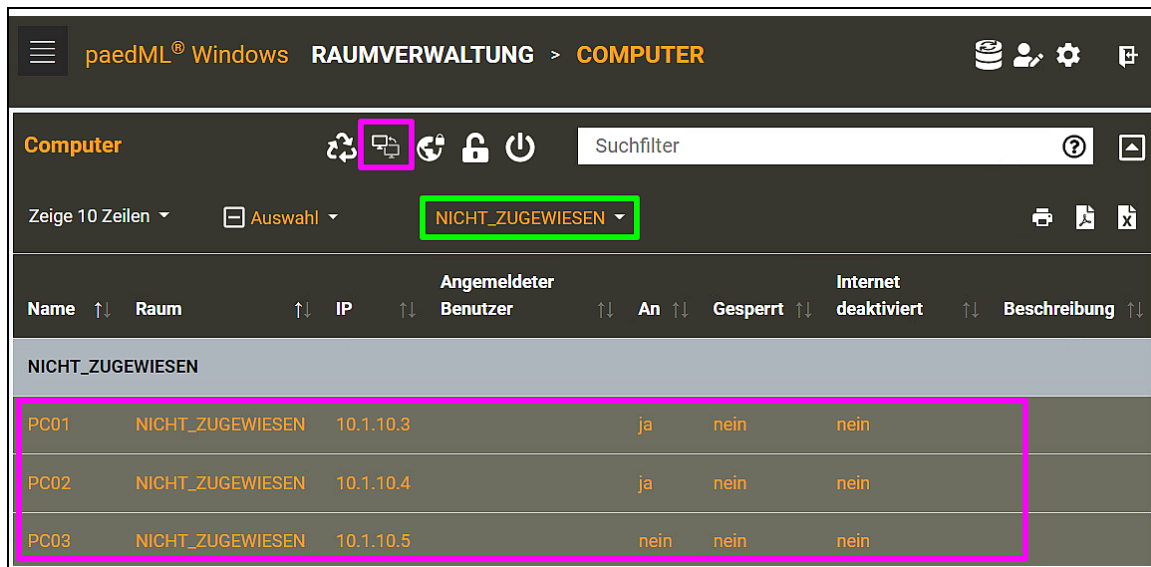 paedML® Windows RAUMVERWALTUNG > COMPUTER
Computer Suchfilter
Zeige 10 Zeilen Auswahl NICHT_ZUGEWIESEN
Name Raum IP Angemeldeter Benutzer An Gesperrt Internet deaktiviert Beschreibung
NICHT_ZUGEWIESEN
PC01 NICHT_ZUGEWIESEN 10.1.10.3 ja nein nein
PC02 NICHT_ZUGEWIESEN 10.1.10.4 ja nein nein
PC03 NICHT_ZUGEWIESEN 10.1.10.5 nein nein nein